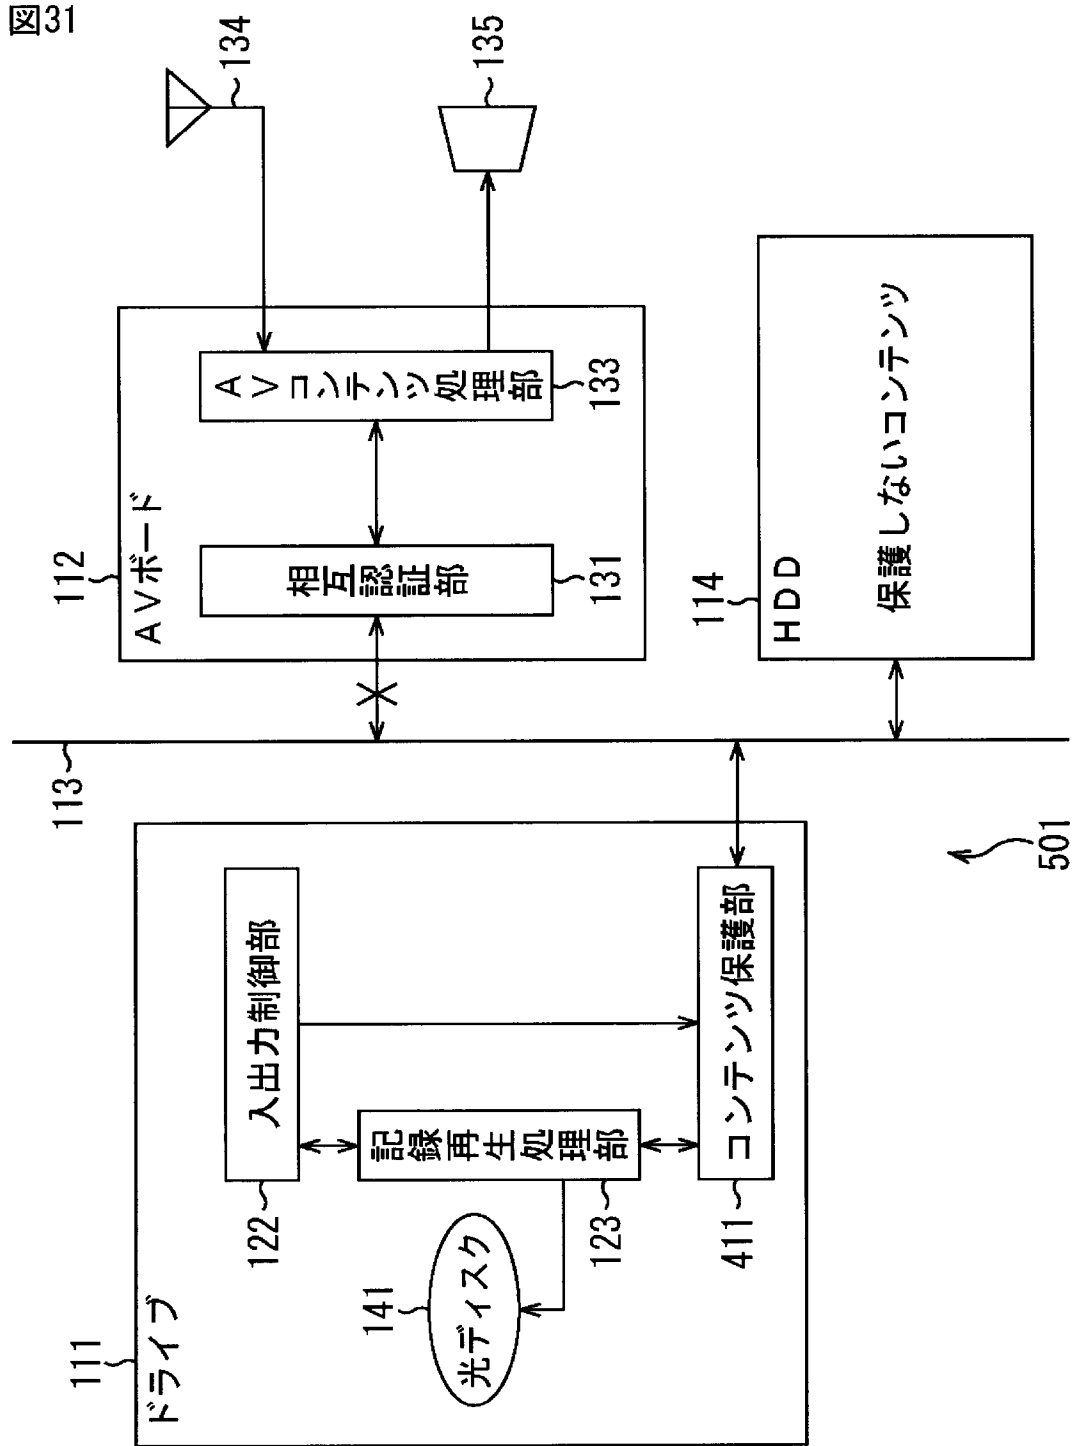 図31
111
ドライブ
122
入出力制御部
141
光ディスク
記録再生処理部
123
411
コンテンツ保護部
113
112
AVボード
相互認証部
131
AVコンテンツ処理部
133
134
135
114
HDD
保護しないコンテンツ
501